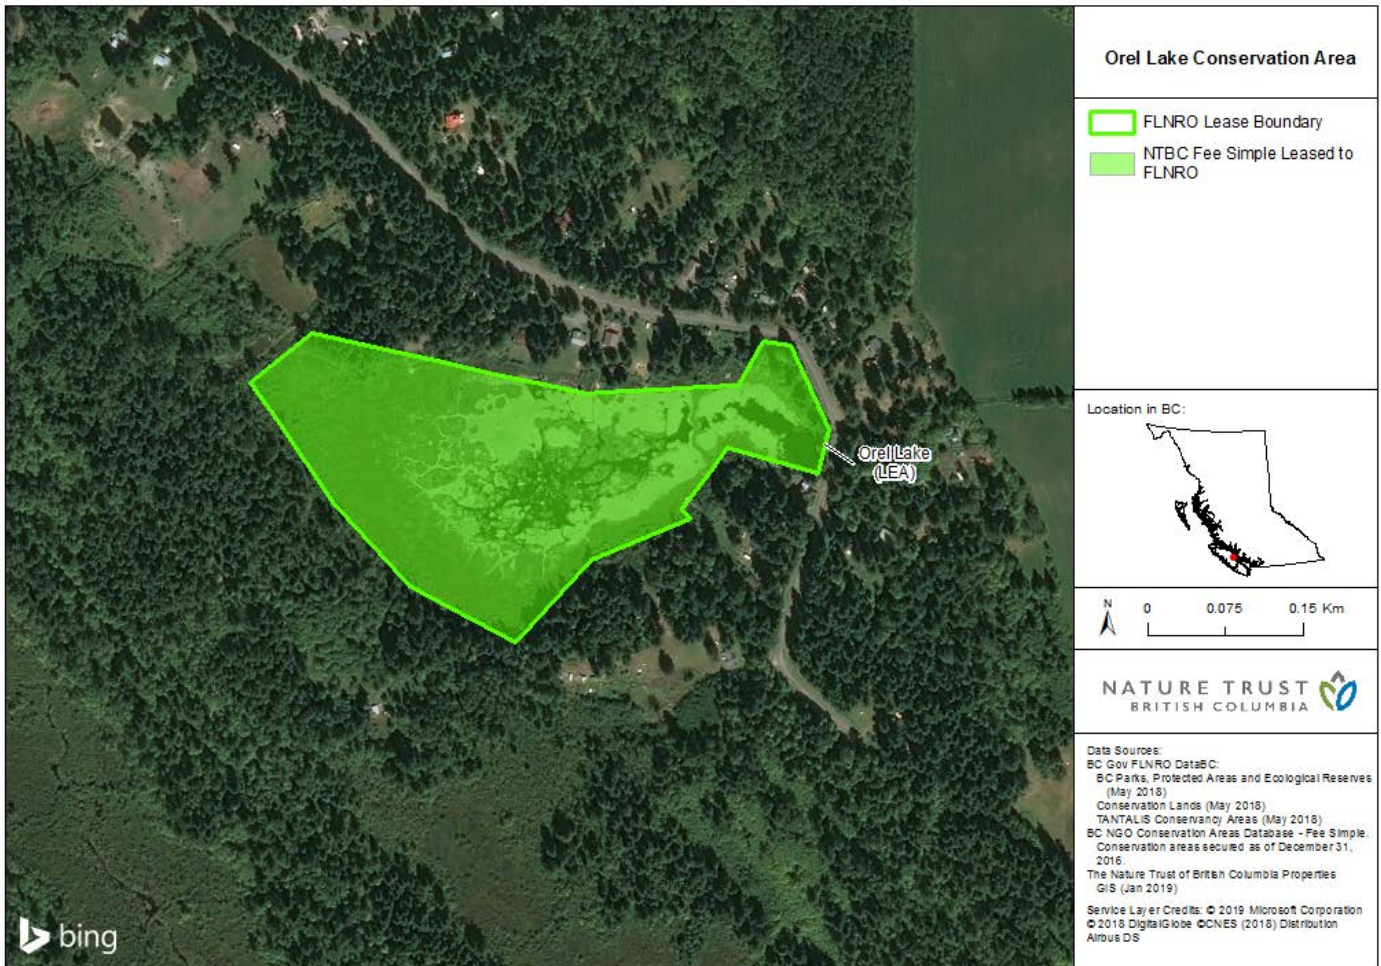 Orel Lake Conservation Area
FLNRO Lease Boundary
NTBC Fee Simple Leased to
FLNRO
Orel Lake
(LEA)
Location in BC:
N
0 0.075 0.15 Km
NATURE TRUST
BRITISH COLUMBIA
Data Sources:
BC Gov FLNRO DataBC:
BC Parks, Protected Areas and Ecological Reserves
(May 2018)
Conservation Lands (May 2018)
TANTALIS Conservancy Areas (May 2018)
BC NGO Conservation Areas Database - Fee Simple.
Conservation areas secured as of December 31,
2016.
The Nature Trust of British Columbia Properties
GIS (Jan 2019)
Service Layer Credits: © 2019 Microsoft Corporation
© 2018 DigitalGlobe ©CNES (2018) Distribution
Airbus DS
bing